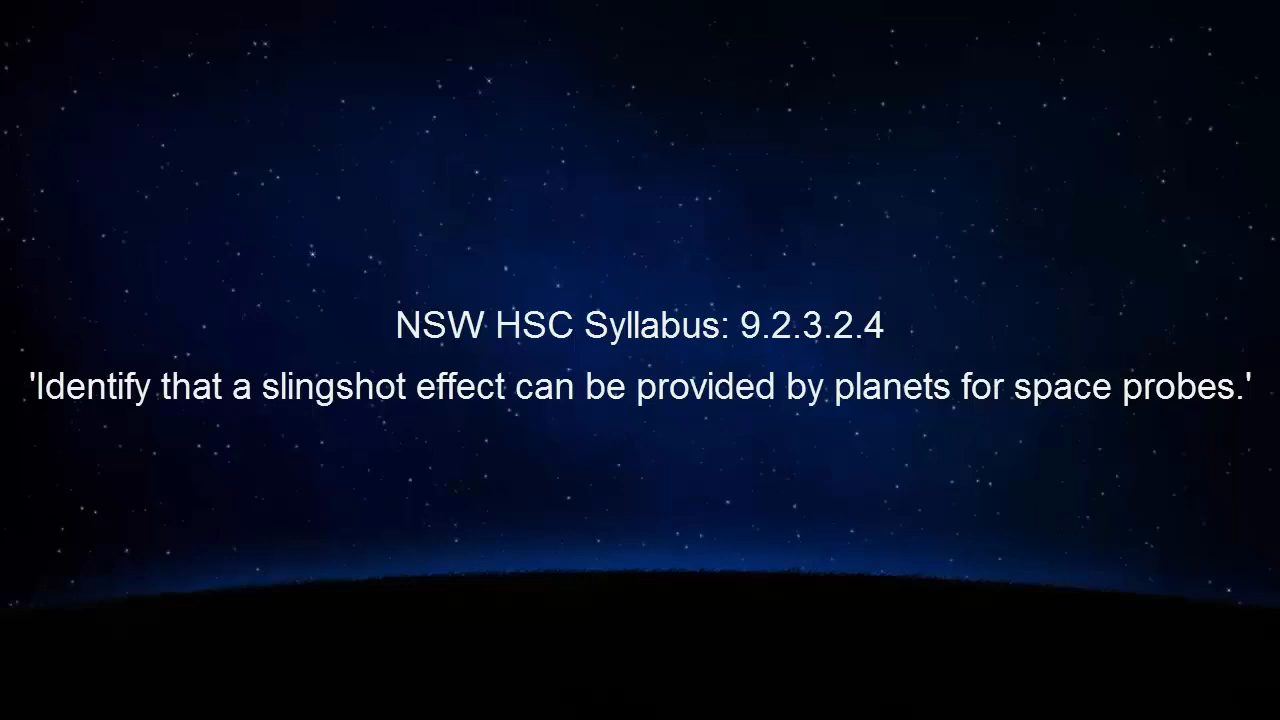 NSW HSC Syllabus: 9.2.3.2.4
'Identify that a slingshot effect can be provided by planets for space probes.'